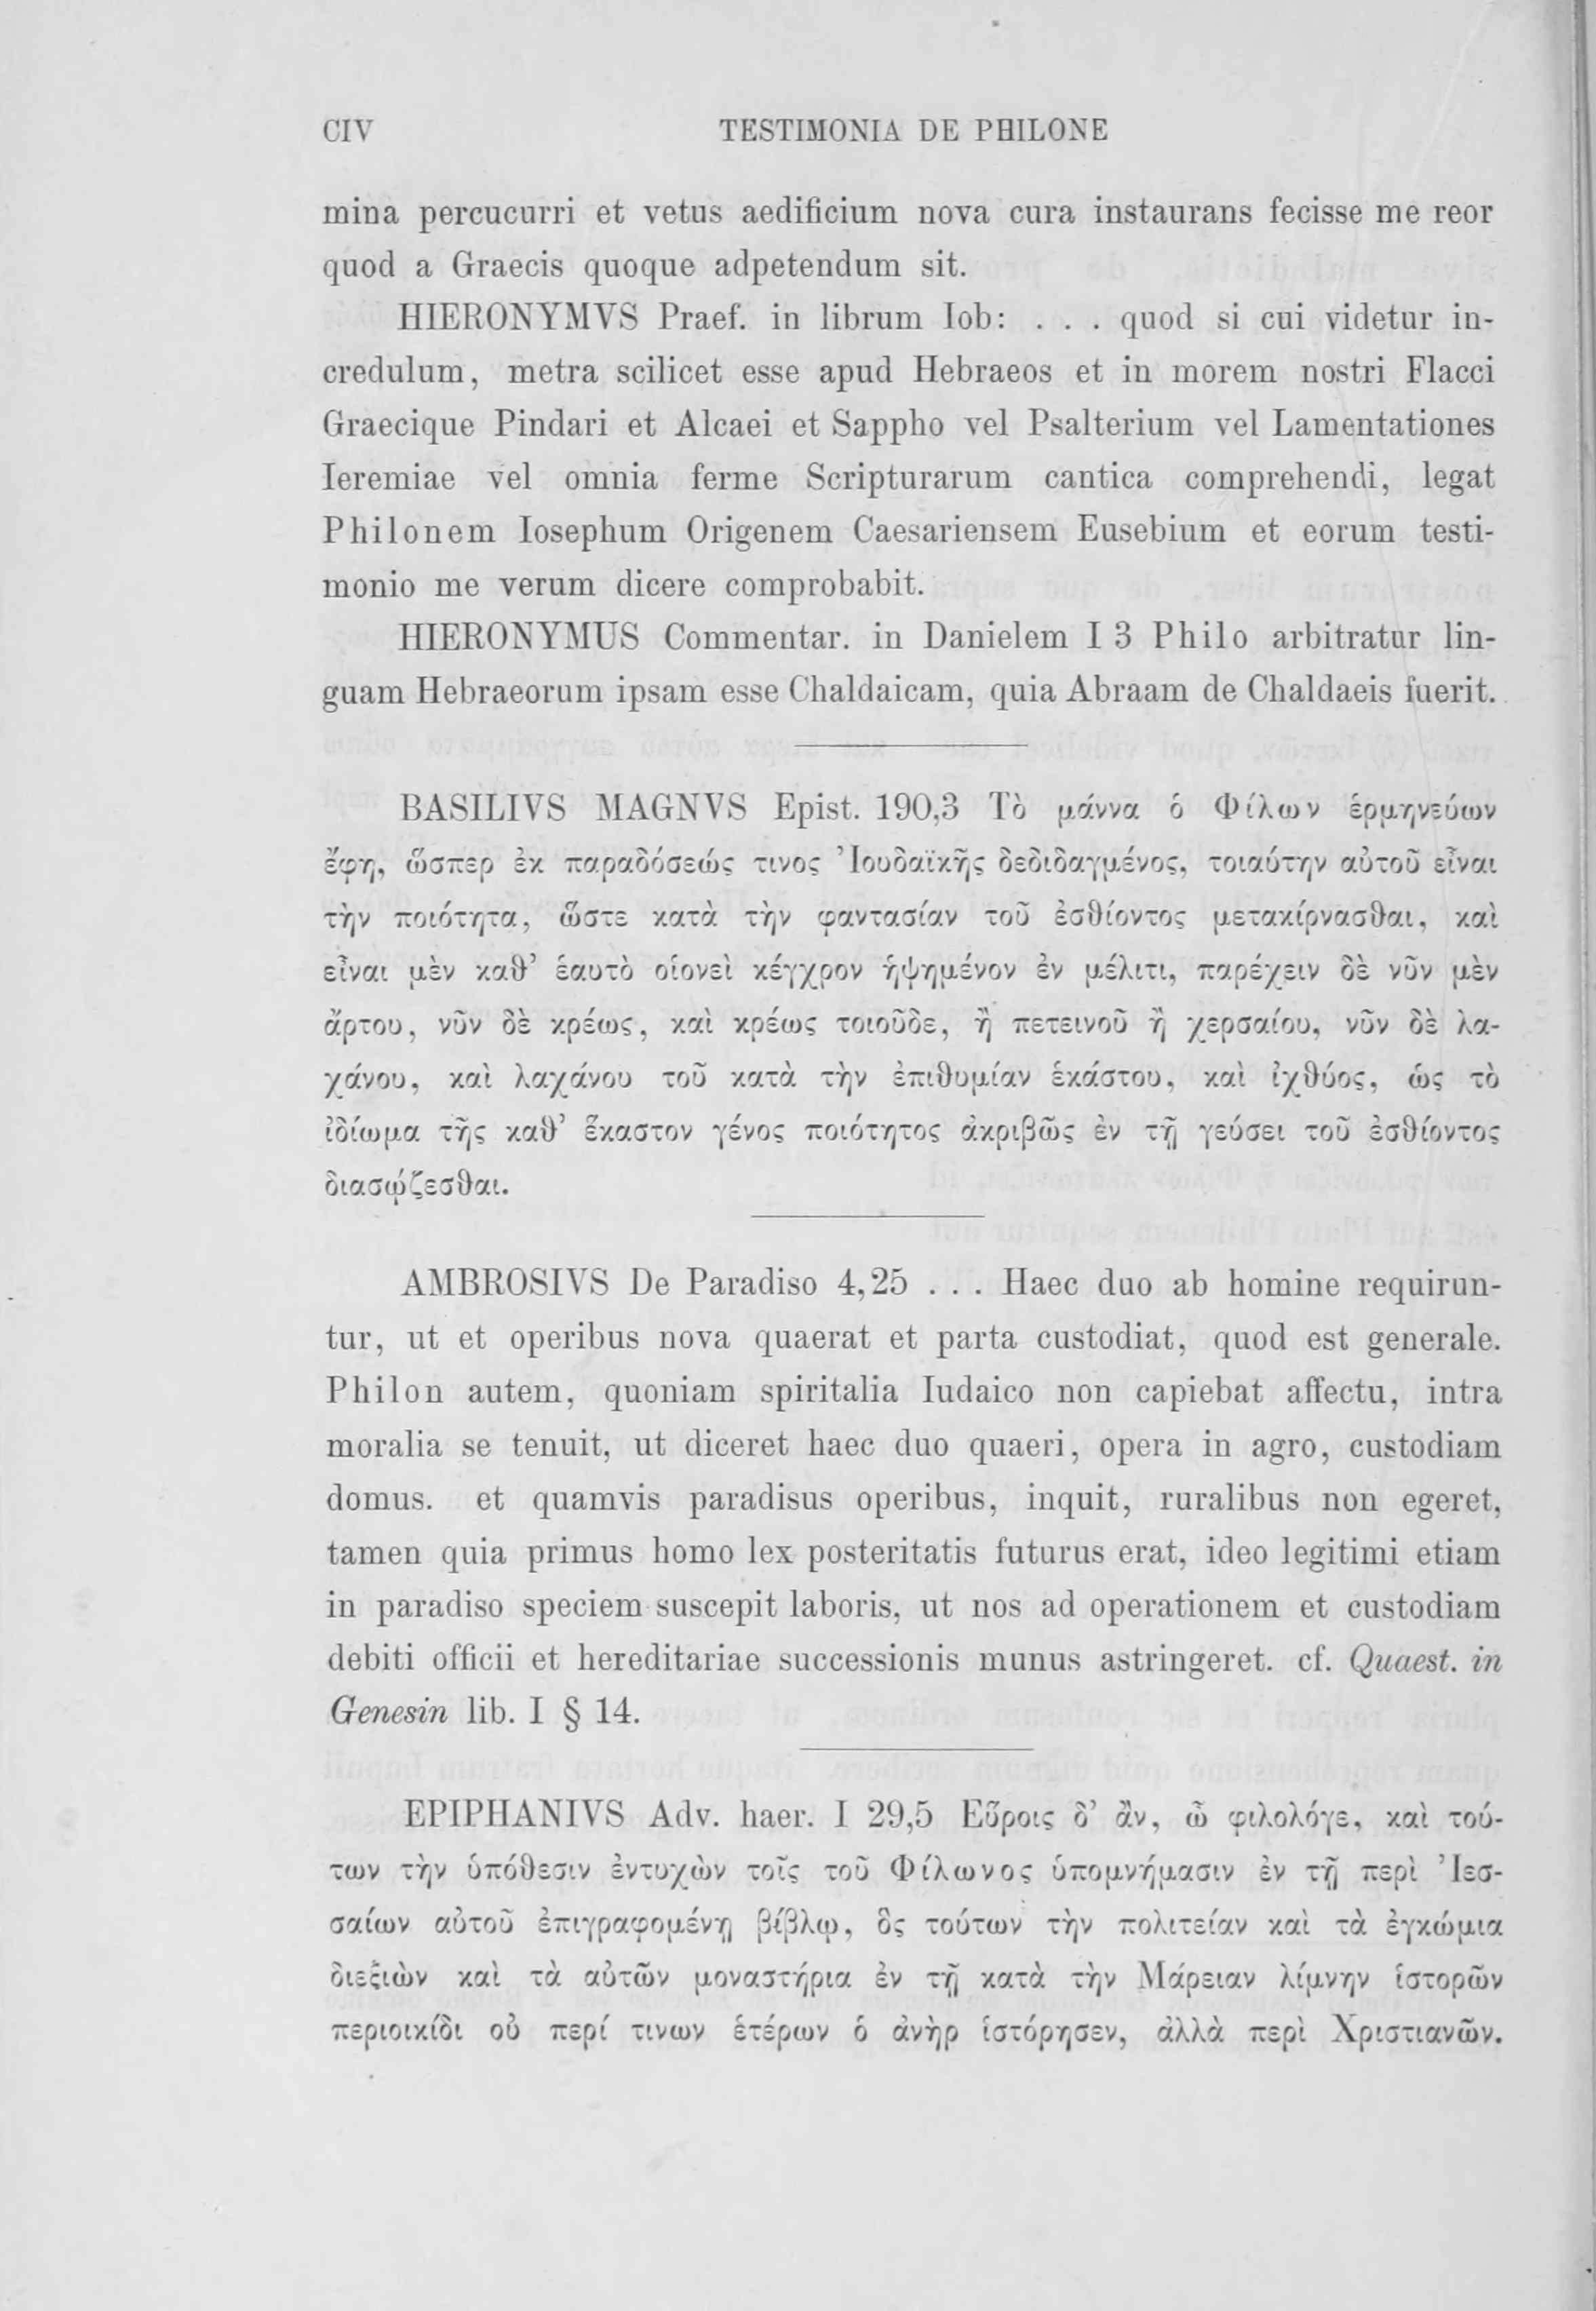 CIV TESTIMONIA DE PHILONE
mina percucurri et vetus aedificium nova cura instaurans fecisse me reor
quod a Graecis quoque adpetendum sit.
HIERONYMVS Praef. in librum Iob: . . . quod si cui videtur in-
credulum, metra scilicet esse apud Hebraeos et in morem nostri Flacci
Graecique Pindari et Alcaei et Sappho vel Psalterium vel Lamentationes
Ieremiae vel omnia ferme Scripturarum cantica comprehendi, legat
Philonem Iosephum Origenem Caesariensem Eusebium et eorum testi-
monio me verum dicere comprobabit.
HIERONYMUS Commentar. in Danielem I 3 Philo arbitratur lin-
guam Hebraeorum ipsam esse Chaldaicam, quia Abraam de Chaldaeis fuerit.
BASILIVS MAGNVS Epist. 190,3 Τὸ μάννα ὁ Φίλων ἑρμηνεύων
ἔφη, ὥσπερ ἐκ παραδόσεώς τινος Ἰουδαϊκῆς δεδιδαγμένος, τοιαύτην αὐτοῦ εἶναι
τὴν ποιότητα, ὥστε κατὰ τὴν φαντασίαν τοῦ ἐσθίοντος μετακίρνασθαι, καὶ
εἶναι μὲν καθ’ ἑαυτὸ οἱονεὶ κέγχρον ἡψημένον ἐν μέλιτι, παρέχειν δὲ νῦν μὲν
ἄρτου, νῦν δὲ κρέως, καὶ κρέως τοιοῦδε, ἢ πετεινοῦ ἢ χερσαίου, νῦν δὲ λα-
χάνου, καὶ λαχάνου τοῦ κατὰ τὴν ἐπιθυμίαν ἑκάστου, καὶ ἰχθύος, ὡς τὸ
ἰδίωμα τῆς καθ’ ἕκαστον γένος ποιότητος ἀκριβῶς ἐν τῇ γεύσει τοῦ ἐσθίοντος
διασῴζεσθαι.
AMBROSIVS De Paradiso 4,25 . . . Haec duo ab homine requirun-
tur, ut et operibus nova quaerat et parta custodiat, quod est generale.
Philon autem, quoniam spiritalia Iudaico non capiebat affectu, intra
moralia se tenuit, ut diceret haec duo quaeri, opera in agro, custodiam
domus. et quamvis paradisus operibus, inquit, ruralibus non egeret,
tamen quia primus homo lex posteritatis futurus erat, ideo legitimi etiam
in paradiso speciem suscepit laboris, ut nos ad operationem et custodiam
debiti officii et hereditariae successionis munus astringeret. cf. Quaest. in
Genesin lib. I § 14.
EPIPHANIVS Adv. haer. I 29,5 Εὕροις δ’ ἂν, ὦ φιλολόγε, καὶ τού-
των τὴν ὑπόθεσιν ἐντυχὼν τοῖς τοῦ Φίλωνος ὑπομνήμασιν ἐν τῇ περὶ Ἰεσ-
σαίων αὐτοῦ ἐπιγραφομένῃ βίβλῳ, ὃς τούτων τὴν πολιτείαν καὶ τὰ ἐγκώμια
διεξιὼν καὶ τὰ αὐτῶν μοναστήρια ἐν τῇ κατὰ τὴν Μάρειαν λίμνην ἱστορῶν
περιοικίδι οὐ περί τινων ἑτέρων ὁ ἀνὴρ ἱστόρησεν, ἀλλὰ περὶ Χριστιανῶν.